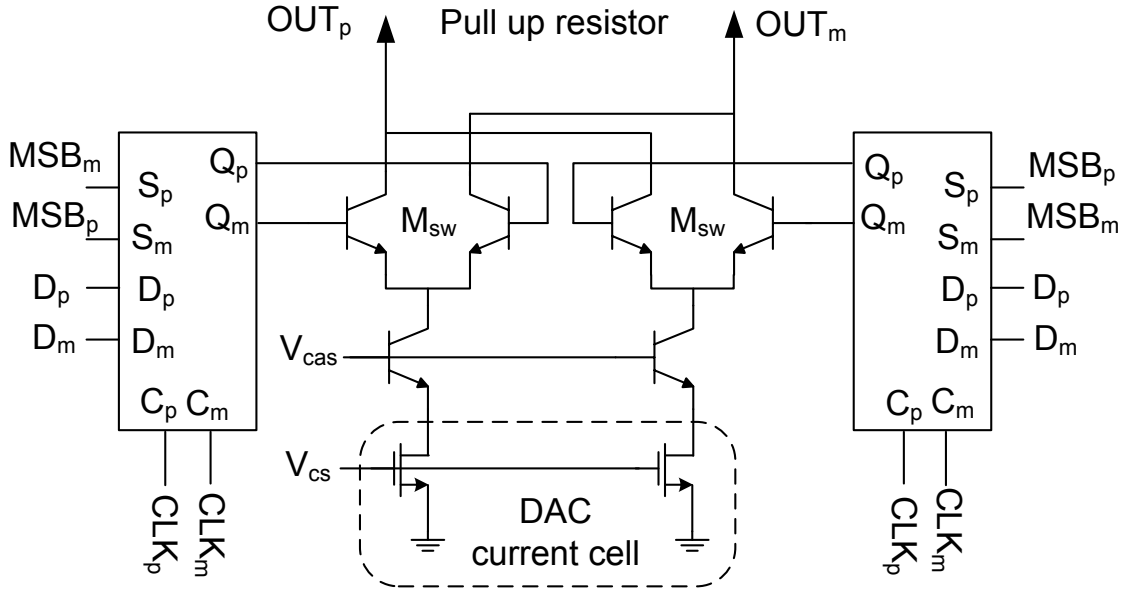 OUTp Pull up resistor OUTm
MSBm
MSBp
Dp
Dm
Sp
Sm
Dp
Dm
Qp
Qm
Cp Cm
CLKp
CLKm
Msw
Msw
Vcas
Vcs
DAC
current cell
Qp
Qm
Sp
Sm
Dp
Dm
Cp Cm
MSBp
MSBm
Dp
Dm
CLKp
CLKm